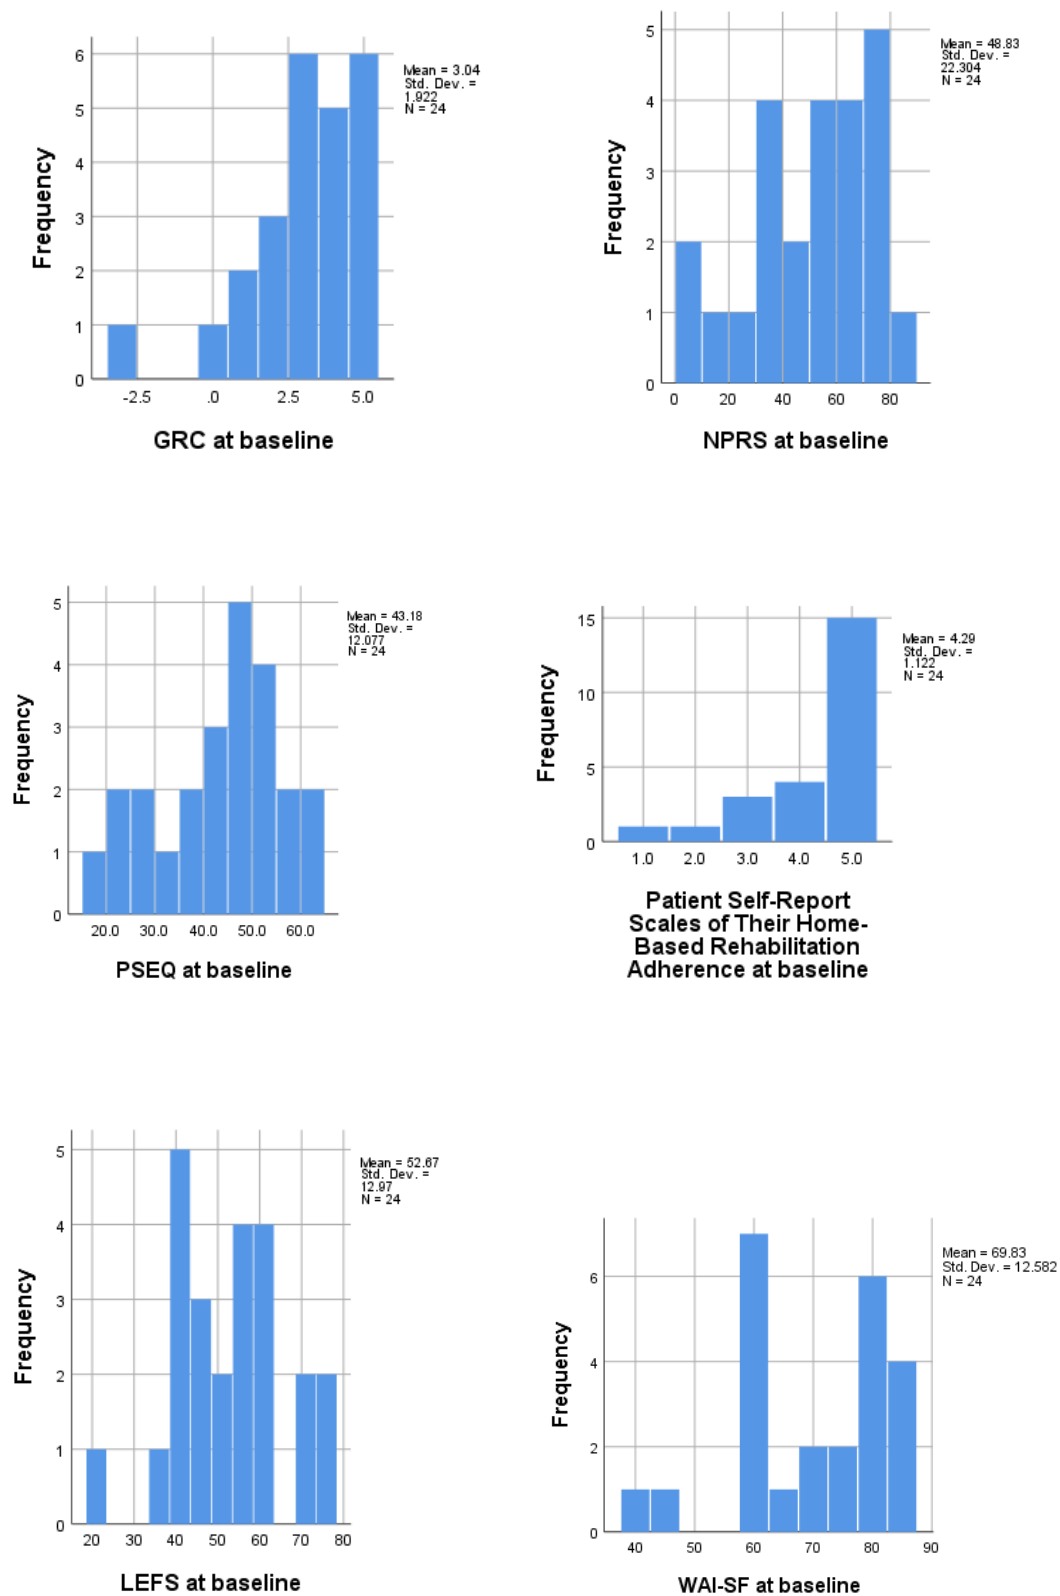 6
5
4
3
2
1
0
Frequency
-2.5 .0 2.5 5.0
GRC at baseline
Mean = 3.04
Std. Dev. =
1.922
N = 24
5
4
3
2
1
0
Frequency
0 20 40 60 80
NPRS at baseline
Mean = 48.83
Std. Dev. =
22.304
N = 24
5
4
3
2
1
0
Frequency
20.0 30.0 40.0 50.0 60.0
PSEQ at baseline
Mean = 43.18
Std. Dev. =
12.077
N = 24
15
10
5
0
Frequency
1.0 2.0 3.0 4.0 5.0
Patient Self-Report
Scales of Their Home-
Based Rehabilitation
Adherence at baseline
Mean = 4.29
Std. Dev. =
1.122
N = 24
5
4
3
2
1
0
Frequency
20 30 40 50 60 70 80
LEFS at baseline
Mean = 52.67
Std. Dev. =
12.97
N = 24
6
4
2
0
Frequency
40 50 60 70 80 90
WAI-SF at baseline
Mean = 69.83
Std. Dev. = 12.582
N = 24